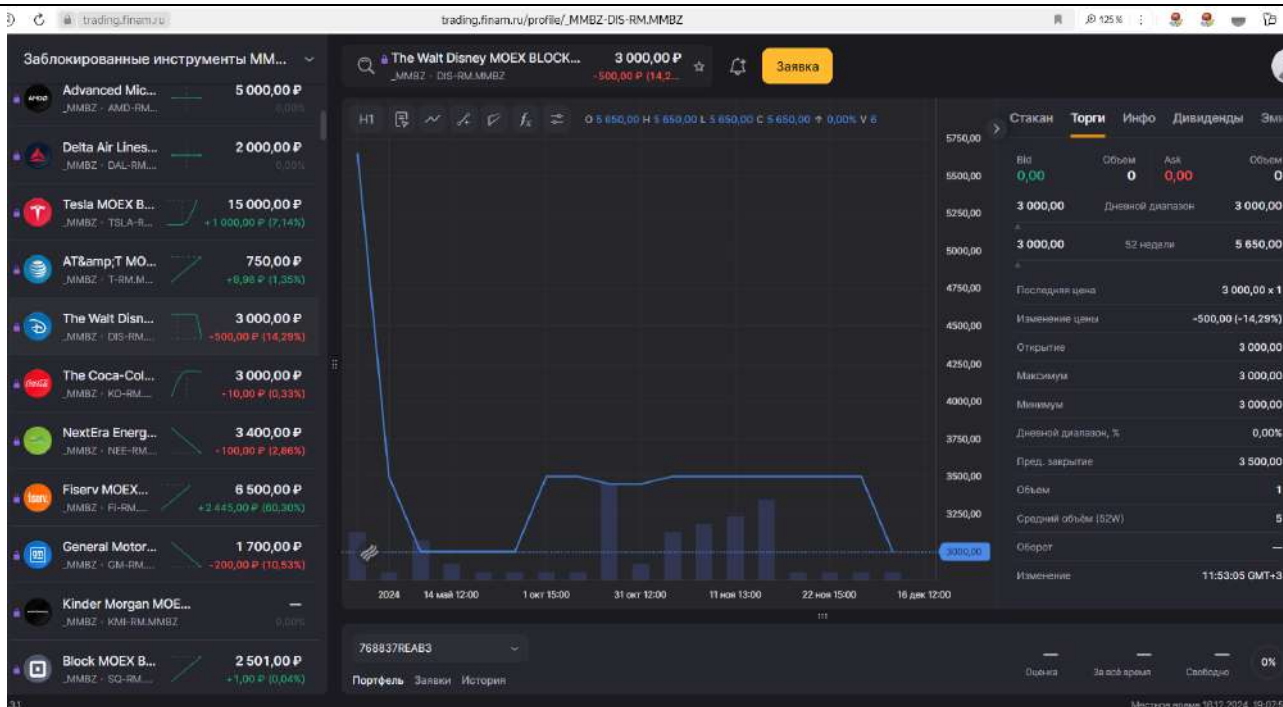 trading.finam.ru
trading.finam.ru/profile/_MMBZ-DIS-RM.MMBZ
125 %
Заблокированные инструменты ММ...
Advanced Mic...
5 000,00 ₽
_MMBZ · AMD-RM...
0,00%
Delta Air Lines...
2 000,00 ₽
_MMBZ · DAL-RM....
0,00%
Tesla MOEX B...
15 000,00 ₽
_MMBZ · TSLA-R...
+1 000,00 ₽ (7,14%)
AT&amp;T MO...
750,00 ₽
_MMBZ · T-RM.M...
(1,35%)
The Walt Disn...
3 000,00 ₽
_MMBZ · DIS-RM....
-500,00 ₽ (14,29%)
The Coca-Col...
3 000,00 ₽
_MMBZ · KO-RM....
-10,00 ₽ (0,33%)
NextEra Energ...
3 400,00 ₽
_MMBZ · NEE-RM....
-100,00 ₽ (2,86%)
Fiserv MOEX...
6 500,00 ₽
_MMBZ · FI-RM....
+2 445,00 ₽ (60,30%)
General Motor...
1 700,00 ₽
_MMBZ · GM-RM....
-200,00 ₽ (10,53%)
Kinder Morgan MOE...
—
_MMBZ · KMI-RM.MMBZ
0,00%
Block MOEX B...
2 501,00 ₽
_MMBZ · SQ-RM....
+1,00 ₽ (0,04%)
The Walt Disney MOEX BLOCK...
3 000,00 ₽
_MMBZ · DIS-RM.MMBZ
-500,00 ₽ (14,2...
Заявка
H1
O 5 650,00 H 5 650,00 L 5 650,00 C 5 650,00 0,00% V 6
5750,00
5500,00
5250,00
5000,00
4750,00
4500,00
4250,00
4000,00
3750,00
3500,00
3250,00
3000,00
2024 14 май 12:00 1 окт 15:00 31 окт 12:00 11 ноя 13:00 22 ноя 15:00 16 дек 12:00
Стакан Торги Инфо Дивиденды
Bid Объем Ask Объем
0,00 0 0,00 0
3 000,00 Дневной диапазон 3 000,00
3 000,00 52 недели 5 650,00
Последняя цена 3 000,00 x 1
Изменение цены -500,00 (-14,29%)
Открытие 3 000,00
Максимум 3 000,00
Минимум 3 000,00
Дневной диапазон, % 0,00%
Пред. закрытие 3 500,00
Объем 1
Средний объём (52W) 5
Оборот —
Изменение 11:53:05 GMT+3
768837REAB3
Портфель Заявки История
— — — 0%
Оценка За всё время Свободно
Местное время 16.12.2024, 19:07: